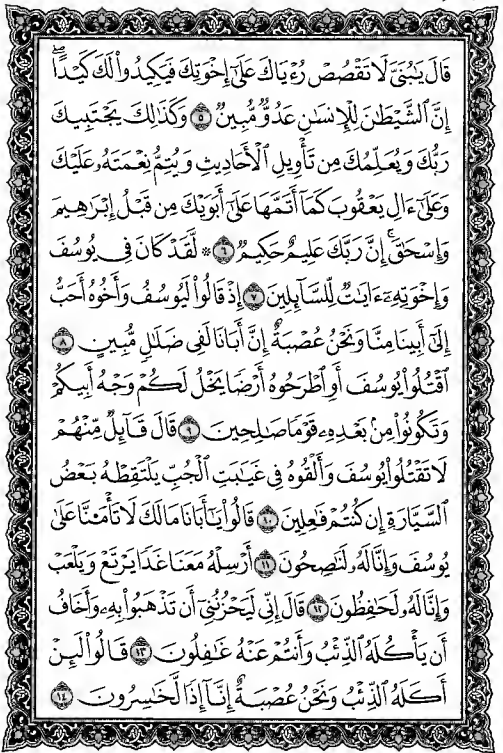 قَالَ يَٰبُنَيَّ لَا تَقْصُصْ رُءْيَاكَ عَلَىٰٓ إِخْوَتِكَ فَيَكِيدُوا۟ لَكَ كَيْدًا ۖ
إِنَّ ٱلشَّيْطَٰنَ لِلْإِنسَٰنِ عَدُوٌّ مُّبِينٌ ٥ وَكَذَٰلِكَ يَجْتَبِيكَ
رَبُّكَ وَيُعَلِّمُكَ مِن تَأْوِيلِ ٱلْأَحَادِيثِ وَيُتِمُّ نِعْمَتَهُۥ عَلَيْكَ
وَعَلَىٰٓ ءَالِ يَعْقُوبَ كَمَآ أَتَمَّهَا عَلَىٰٓ أَبَوَيْكَ مِن قَبْلُ إِبْرَٰهِيمَ
وَإِسْحَٰقَ ۚ إِنَّ رَبَّكَ عَلِيمٌ حَكِيمٌ ٦ ۞ لَّقَدْ كَانَ فِى يُوسُفَ
وَإِخْوَتِهِۦٓ ءَايَٰتٌ لِّلسَّآئِلِينَ ٧ إِذْ قَالُوا۟ لَيُوسُفُ وَأَخُوهُ أَحَبُّ
إِلَىٰٓ أَبِينَا مِنَّا وَنَحْنُ عُصْبَةٌ إِنَّ أَبَانَا لَفِى ضَلَٰلٍ مُّبِينٍ ٨
ٱقْتُلُوا۟ يُوسُفَ أَوِ ٱطْرَحُوهُ أَرْضًا يَخْلُ لَكُمْ وَجْهُ أَبِيكُمْ
وَتَكُونُوا۟ مِنۢ بَعْدِهِۦ قَوْمًا صَٰلِحِينَ ٩ قَالَ قَآئِلٌ مِّنْهُمْ
لَا تَقْتُلُوا۟ يُوسُفَ وَأَلْقُوهُ فِى غَيَٰبَتِ ٱلْجُبِّ يَلْتَقِطْهُ بَعْضُ
ٱلسَّيَّارَةِ إِن كُنتُمْ فَٰعِلِينَ ١٠ قَالُوا۟ يَٰٓأَبَانَا مَالَكَ لَا تَأْمَ۫نَّا عَلَىٰ
يُوسُفَ وَإِنَّا لَهُۥ لَنَٰصِحُونَ ١١ أَرْسِلْهُ مَعَنَا غَدًا يَرْتَعْ وَيَلْعَبْ
وَإِنَّا لَهُۥ لَحَٰفِظُونَ ١٢ قَالَ إِنِّى لَيَحْزُنُنِىٓ أَن تَذْهَبُوا۟ بِهِۦ وَأَخَافُ
أَن يَأْكُلَهُ ٱلذِّئْبُ وَأَنتُمْ عَنْهُ غَٰفِلُونَ ١٣ قَالُوا۟ لَئِنْ
أَكَلَهُ ٱلذِّئْبُ وَنَحْنُ عُصْبَةٌ إِنَّآ إِذًا لَّخَٰسِرُونَ ١٤